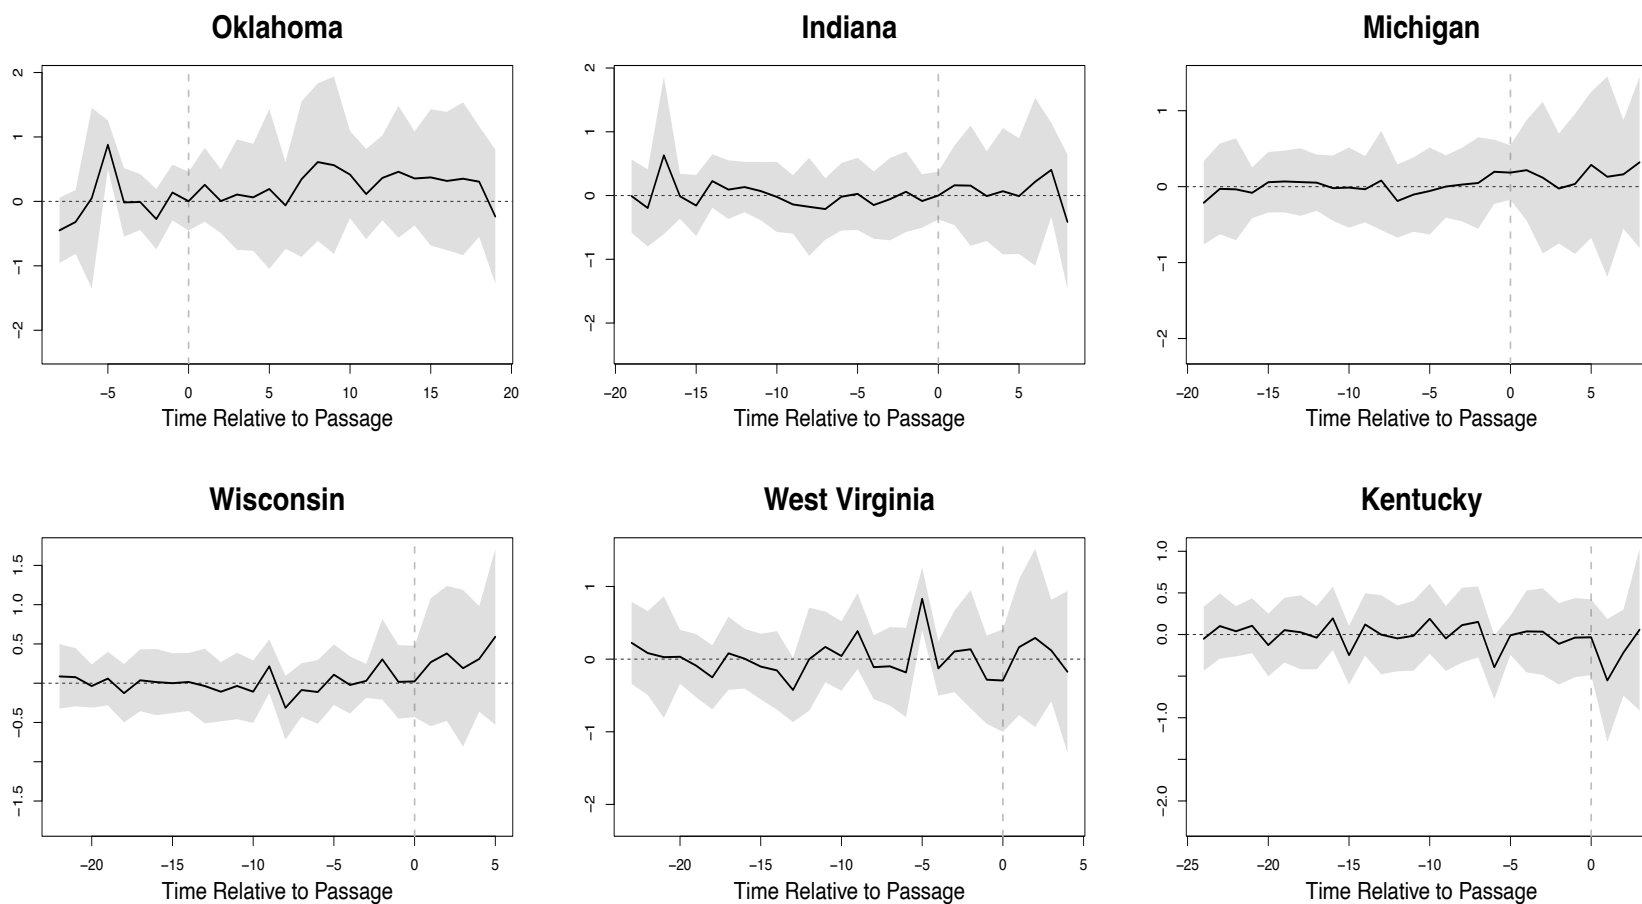 Oklahoma
2
1
0
−1
−2
−5 0 5 10 15 20
Time Relative to Passage
Indiana
2
1
0
−1
−2
−20 −15 −10 −5 0 5
Time Relative to Passage
Michigan
1
0
−1
−2
−20 −15 −10 −5 0 5
Time Relative to Passage
Wisconsin
1.5
1.0
0.5
−0.5
−1.5
−20 −15 −10 −5 0 5
Time Relative to Passage
West Virginia
1
0
−1
−2
−20 −15 −10 −5 0 5
Time Relative to Passage
Kentucky
1.0
0.5
0.0
−1.0
−2.0
−25 −20 −15 −10 −5 0
Time Relative to Passage